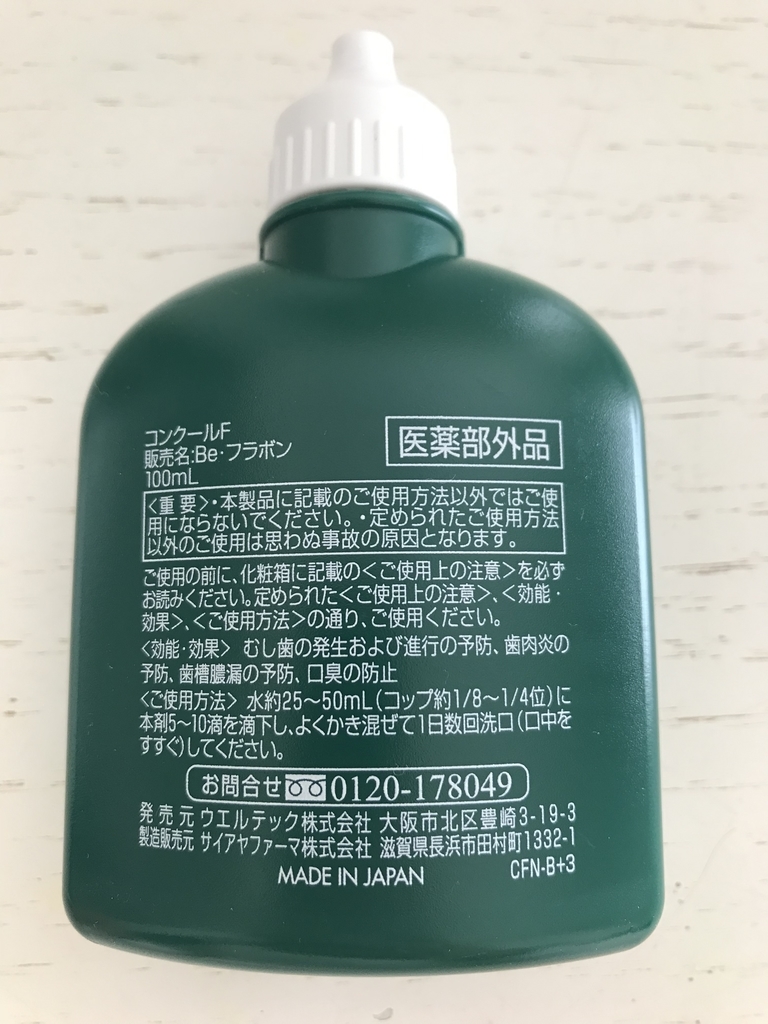 コンクールF
販売名:Be・フラボン
100mL
医薬部外品
<重 要>・本製品に記載のご使用方法以外ではご使
用にならないでください。・定められたご使用方法
以外のご使用は思わぬ事故の原因となります。
ご使用の前に、化粧箱に記載の<ご使用上の注意>を必ず
お読みください。定められた<ご使用上の注意>、<効能・
効果>、<ご使用方法>の通り、ご使用ください。
<効能・効果> むし歯の発生および進行の予防、歯肉炎の
予防、歯槽膿漏の予防、口臭の防止
<ご使用方法> 水約25〜50mL(コップ約1/8〜1/4位)に
本剤5〜10滴を滴下し、よくかき混ぜて1日数回洗口(口中を
すすぐ)してください。
お問合せ 0120-178049
発 売 元 ウエルテック株式会社 大阪市北区豊崎3-19-3
製造販売元 サイアヤファーマ株式会社 滋賀県長浜市田村町1332-1
MADE IN JAPAN
CFN-B+3